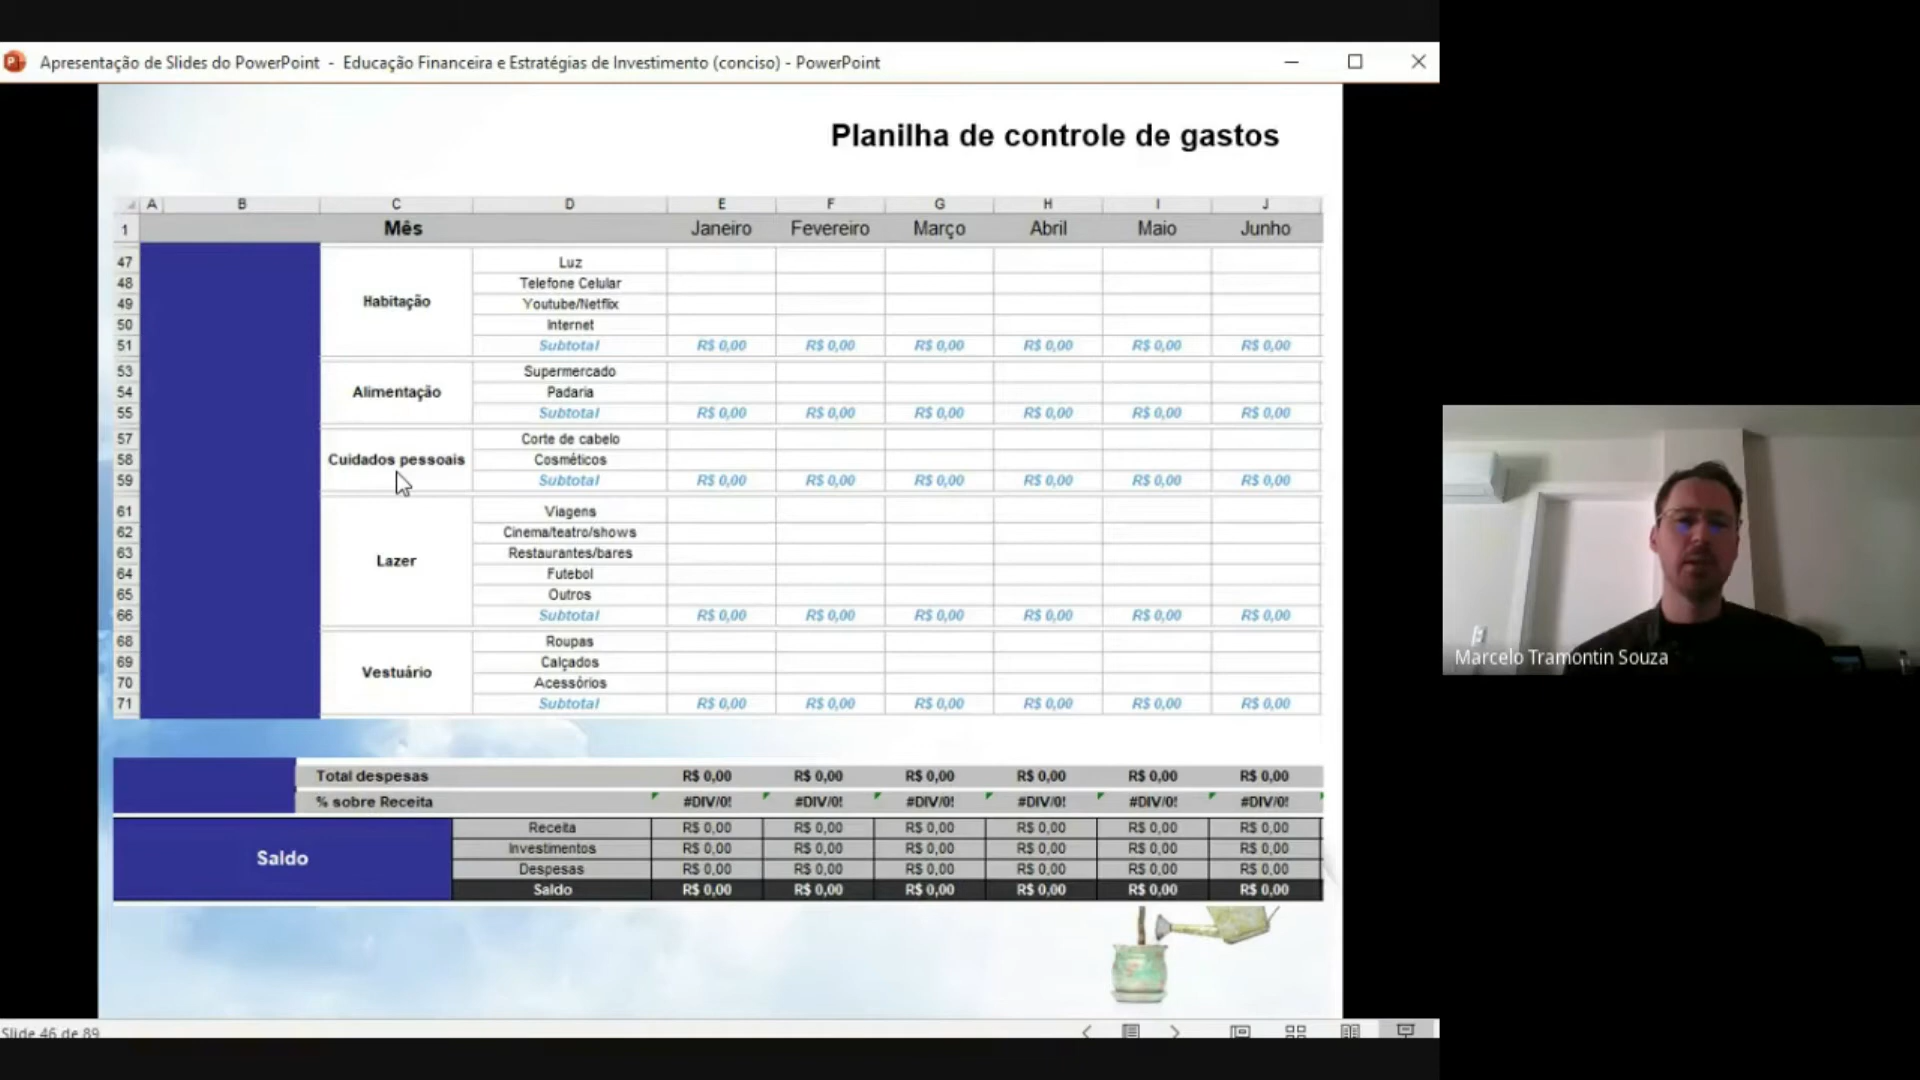 Apresentação de Slides do PowerPoint - Educação Financeira e Estratégias de Investimento (conciso) - PowerPoint
Planilha de controle de gastos
A B C D E F G H I J
1 Mês Janeiro Fevereiro Março Abril Maio Junho
47 Luz
48 Telefone Celular
Habitação
49 Youtube/Netflix
50 Internet
51 Subtotal R$ 0,00 R$ 0,00 R$ 0,00 R$ 0,00 R$ 0,00 R$ 0,00
53 Supermercado
54 Alimentação Padaria
55 Subtotal R$ 0,00 R$ 0,00 R$ 0,00 R$ 0,00 R$ 0,00 R$ 0,00
57 Corte de cabelo
58 Cuidados pessoais Cosméticos
59 Subtotal R$ 0,00 R$ 0,00 R$ 0,00 R$ 0,00 R$ 0,00 R$ 0,00
61 Viagens
62 Cinema/teatro/shows
63 Lazer Restaurantes/bares
64 Futebol
65 Outros
66 Subtotal R$ 0,00 R$ 0,00 R$ 0,00 R$ 0,00 R$ 0,00 R$ 0,00
68 Roupas
69 Calçados
Vestuário
70 Acessórios
71 Subtotal R$ 0,00 R$ 0,00 R$ 0,00 R$ 0,00 R$ 0,00 R$ 0,00
Total despesas R$ 0,00 R$ 0,00 R$ 0,00 R$ 0,00 R$ 0,00 R$ 0,00
% sobre Receita #DIV/0! #DIV/0! #DIV/0! #DIV/0! #DIV/0! #DIV/0!
Receita R$ 0,00 R$ 0,00 R$ 0,00 R$ 0,00 R$ 0,00 R$ 0,00
Investimentos R$ 0,00 R$ 0,00 R$ 0,00 R$ 0,00 R$ 0,00 R$ 0,00
Saldo
Despesas R$ 0,00 R$ 0,00 R$ 0,00 R$ 0,00 R$ 0,00 R$ 0,00
Saldo R$ 0,00 R$ 0,00 R$ 0,00 R$ 0,00 R$ 0,00 R$ 0,00
Slide 46 de 89
Marcelo Tramontin Souza